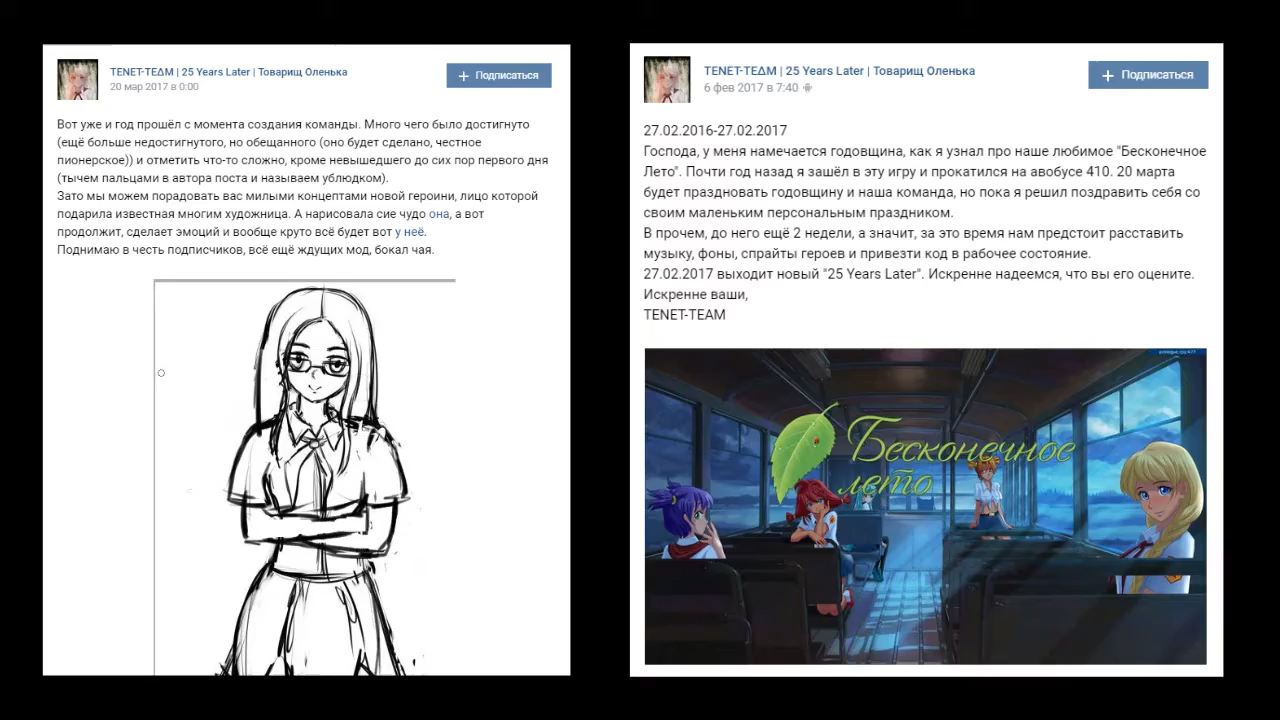 TENET-TEΔM | 25 Years Later | Товарищ Оленька
20 мар 2017 в 0:00
Подписаться
Вот уже и год прошёл с момента создания команды. Много чего было достигнуто
(ещё больше недостигнутого, но обещанного (оно будет сделано, честное
пионерское)) и отметить что-то сложно, кроме невышедшего до сих пор первого дня
(тычем пальцами в автора поста и называем ублюдком).
Зато мы можем порадовать вас милыми концептами новой героини, лицо которой
подарила известная многим художница. А нарисовала сие чудо она, а вот
продолжит, сделает эмоций и вообще круто всё будет вот у неё.
Поднимаю в честь подписчиков, всё ещё ждущих мод, бокал чая.
TENET-TEΔM | 25 Years Later | Товарищ Оленька
6 фев 2017 в 7:40
Подписаться
27.02.2016-27.02.2017
Господа, у меня намечается годовщина, как я узнал про наше любимое "Бесконечное
Лето". Почти год назад я зашёл в эту игру и прокатился на авобусе 410. 20 марта
будет праздновать годовщину и наша команда, но пока я решил поздравить себя со
своим маленьким персональным праздником.
В прочем, до него ещё 2 недели, а значит, за это время нам предстоит расставить
музыку, фоны, спрайты героев и привезти код в рабочее состояние.
27.02.2017 выходит новый "25 Years Later". Искренне надеемся, что вы его оцените.
Искренне ваши,
TENET-TEAM
Бесконечное
лето